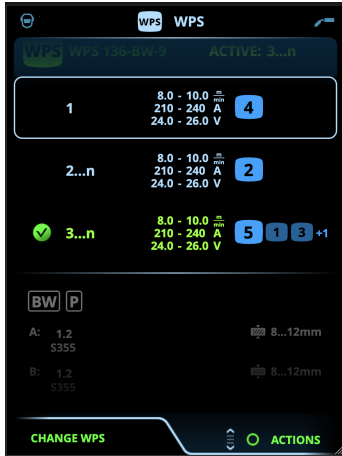 WPS WPS
WPS WPS 136-BW-9 ACTIVE: 3...n
1 8.0 - 10.0 m/min 4
210 - 240 A
24.0 - 26.0 V
2...n 8.0 - 10.0 m/min 2
210 - 240 A
24.0 - 26.0 V
3...n 8.0 - 10.0 m/min 5 1 3 +1
210 - 240 A
24.0 - 26.0 V
BW P
A: 1.2 8...12mm
S355
B: 1.2 8...12mm
S355
CHANGE WPS ACTIONS